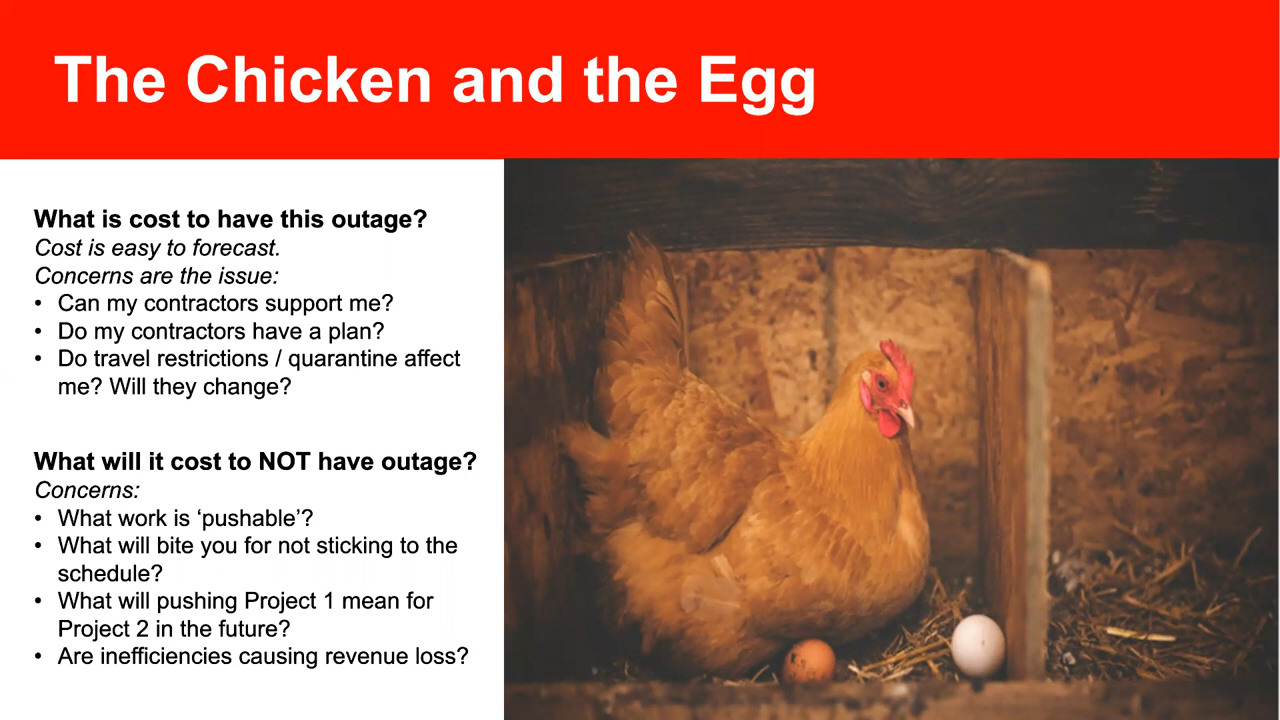 The Chicken and the Egg
What is cost to have this outage?
Cost is easy to forecast.
Concerns are the issue:
• Can my contractors support me?
• Do my contractors have a plan?
• Do travel restrictions / quarantine affect
me? Will they change?
What will it cost to NOT have outage?
Concerns:
• What work is ‘pushable’?
• What will bite you for not sticking to the
schedule?
• What will pushing Project 1 mean for
Project 2 in the future?
• Are inefficiencies causing revenue loss?